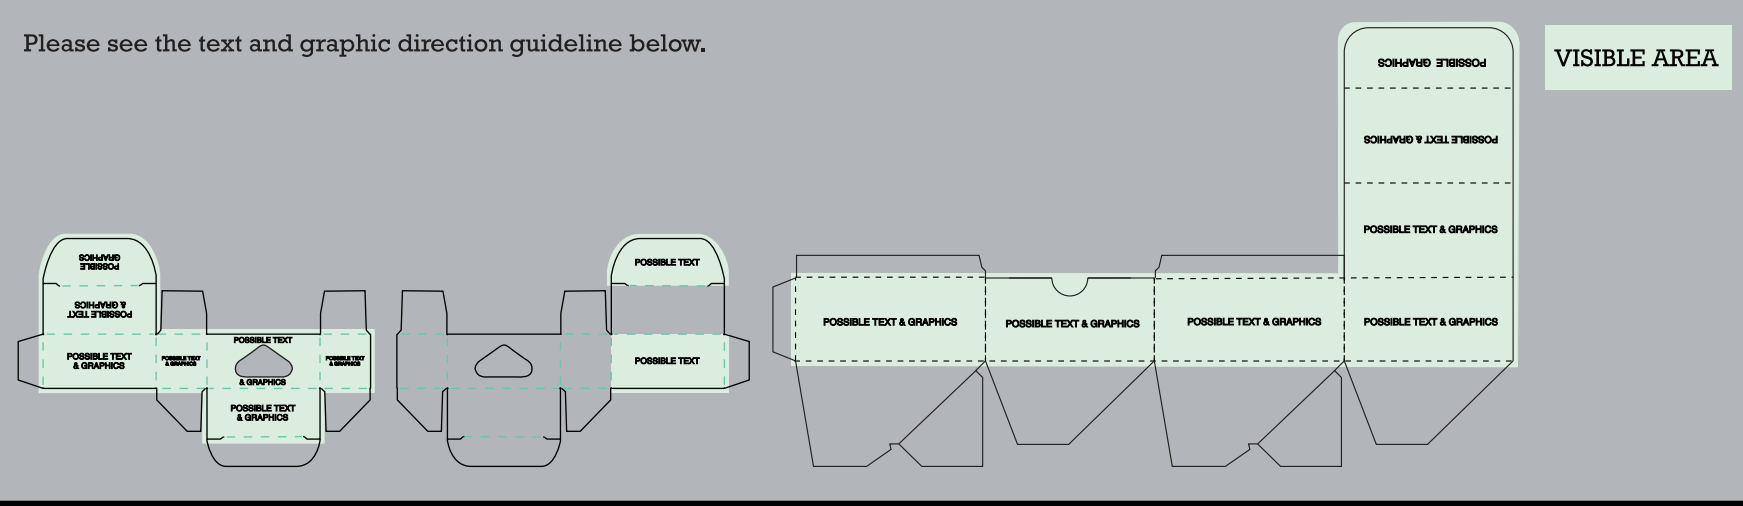 Please see the text and graphic direction guideline below.
VISIBLE AREA
POSSIBLE GRAPHICS
POSSIBLE TEXT & GRAPHICS
POSSIBLE TEXT & GRAPHICS
POSSIBLE
GRAPHICS
POSSIBLE TEXT
& GRAPHICS
POSSIBLE TEXT
& GRAPHICS
POSSIBLE TEXT
& GRAPHICS
POSSIBLE TEXT
& GRAPHICS
POSSIBLE TEXT
& GRAPHICS
POSSIBLE TEXT
& GRAPHICS
POSSIBLE TEXT
POSSIBLE TEXT
POSSIBLE TEXT & GRAPHICS
POSSIBLE TEXT & GRAPHICS
POSSIBLE TEXT & GRAPHICS
POSSIBLE TEXT & GRAPHICS